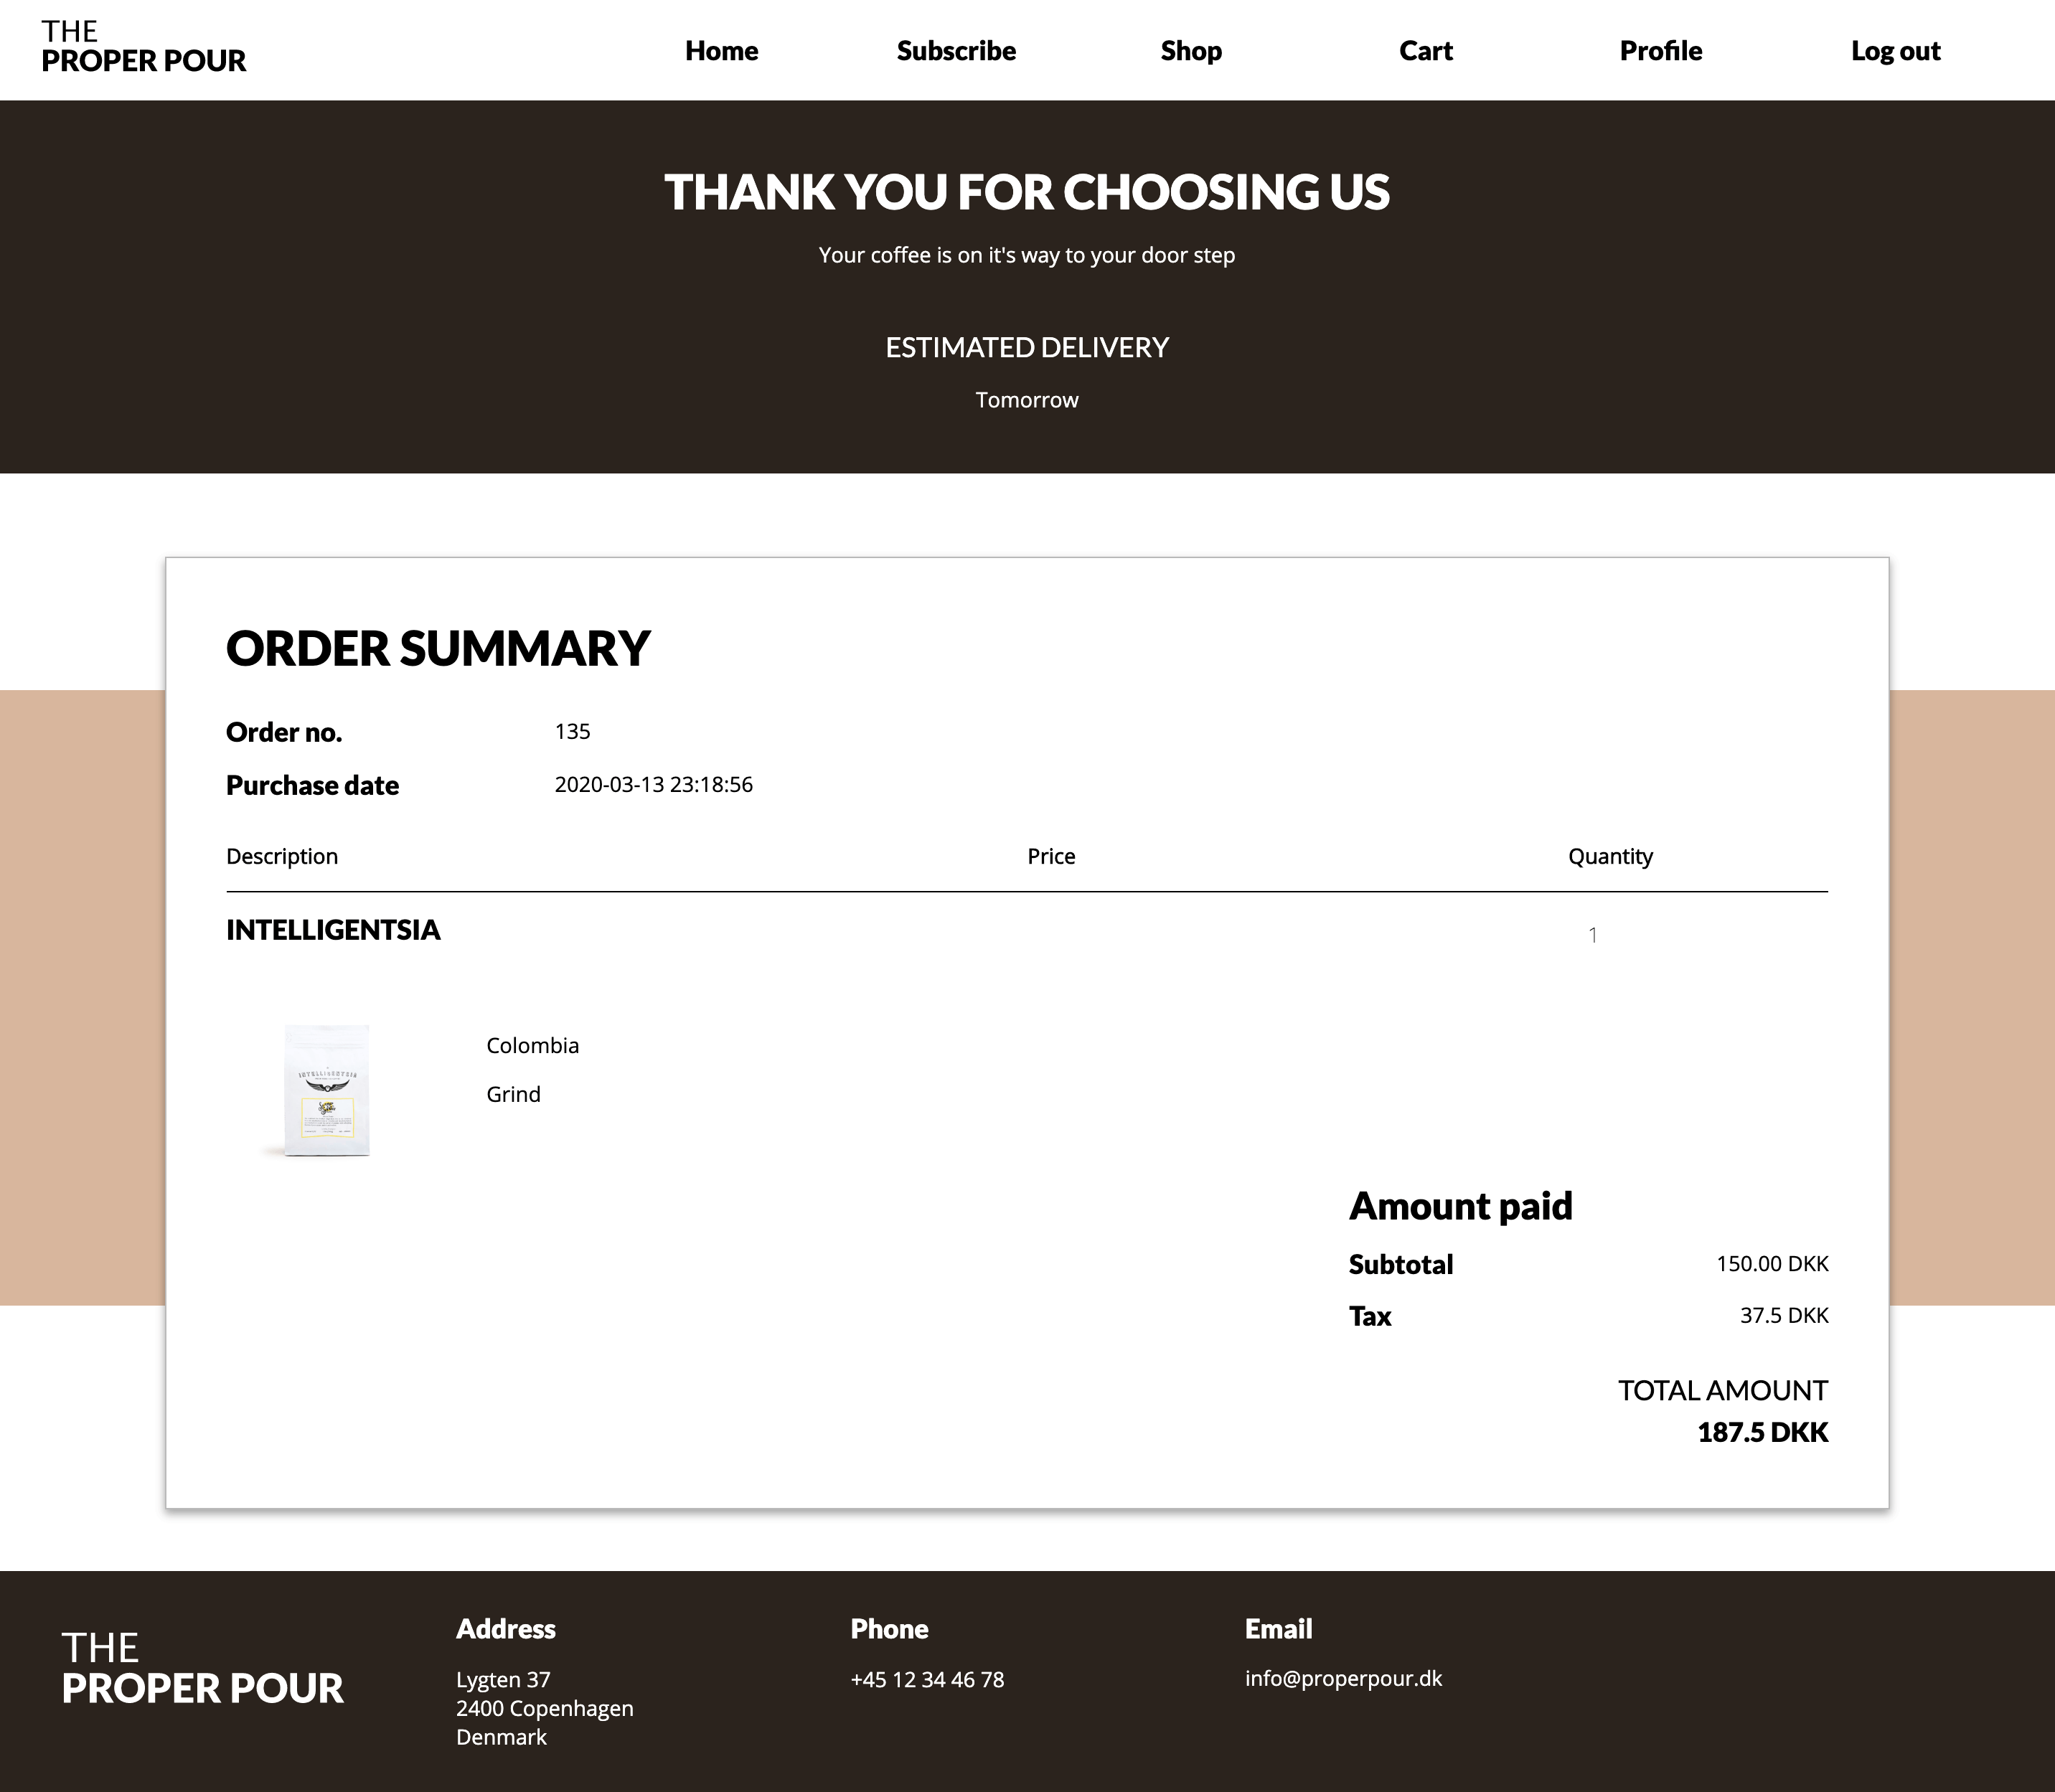 THE
PROPER POUR
Home Subscribe Shop Cart Profile Log out
THANK YOU FOR CHOOSING US
Your coffee is on it's way to your door step
ESTIMATED DELIVERY
Tomorrow
ORDER SUMMARY
Order no. 135
Purchase date 2020-03-13 23:18:56
Description Price Quantity
INTELLIGENTSIA 1
INTELLIGENTSIA
Colombia
Grind
Amount paid
Subtotal 150.00 DKK
Tax 37.5 DKK
TOTAL AMOUNT
187.5 DKK
THE
PROPER POUR
Address
Lygten 37
2400 Copenhagen
Denmark
Phone
+45 12 34 46 78
Email
info@properpour.dk